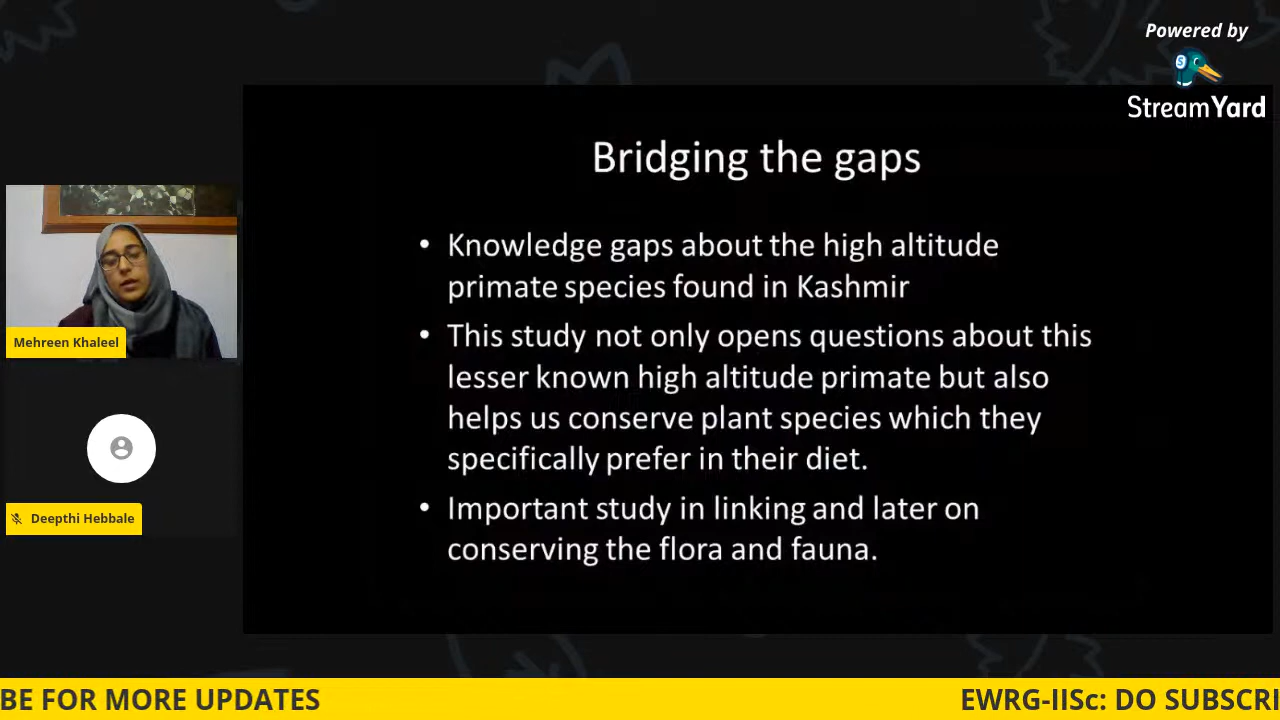 Powered by
StreamYard
Bridging the gaps
• Knowledge gaps about the high altitude
primate species found in Kashmir
• This study not only opens questions about this
lesser known high altitude primate but also
helps us conserve plant species which they
specifically prefer in their diet.
• Important study in linking and later on
conserving the flora and fauna.
Mehreen Khaleel
Deepthi Hebbale
BE FOR MORE UPDATES
EWRG-IISc: DO SUBSCRI